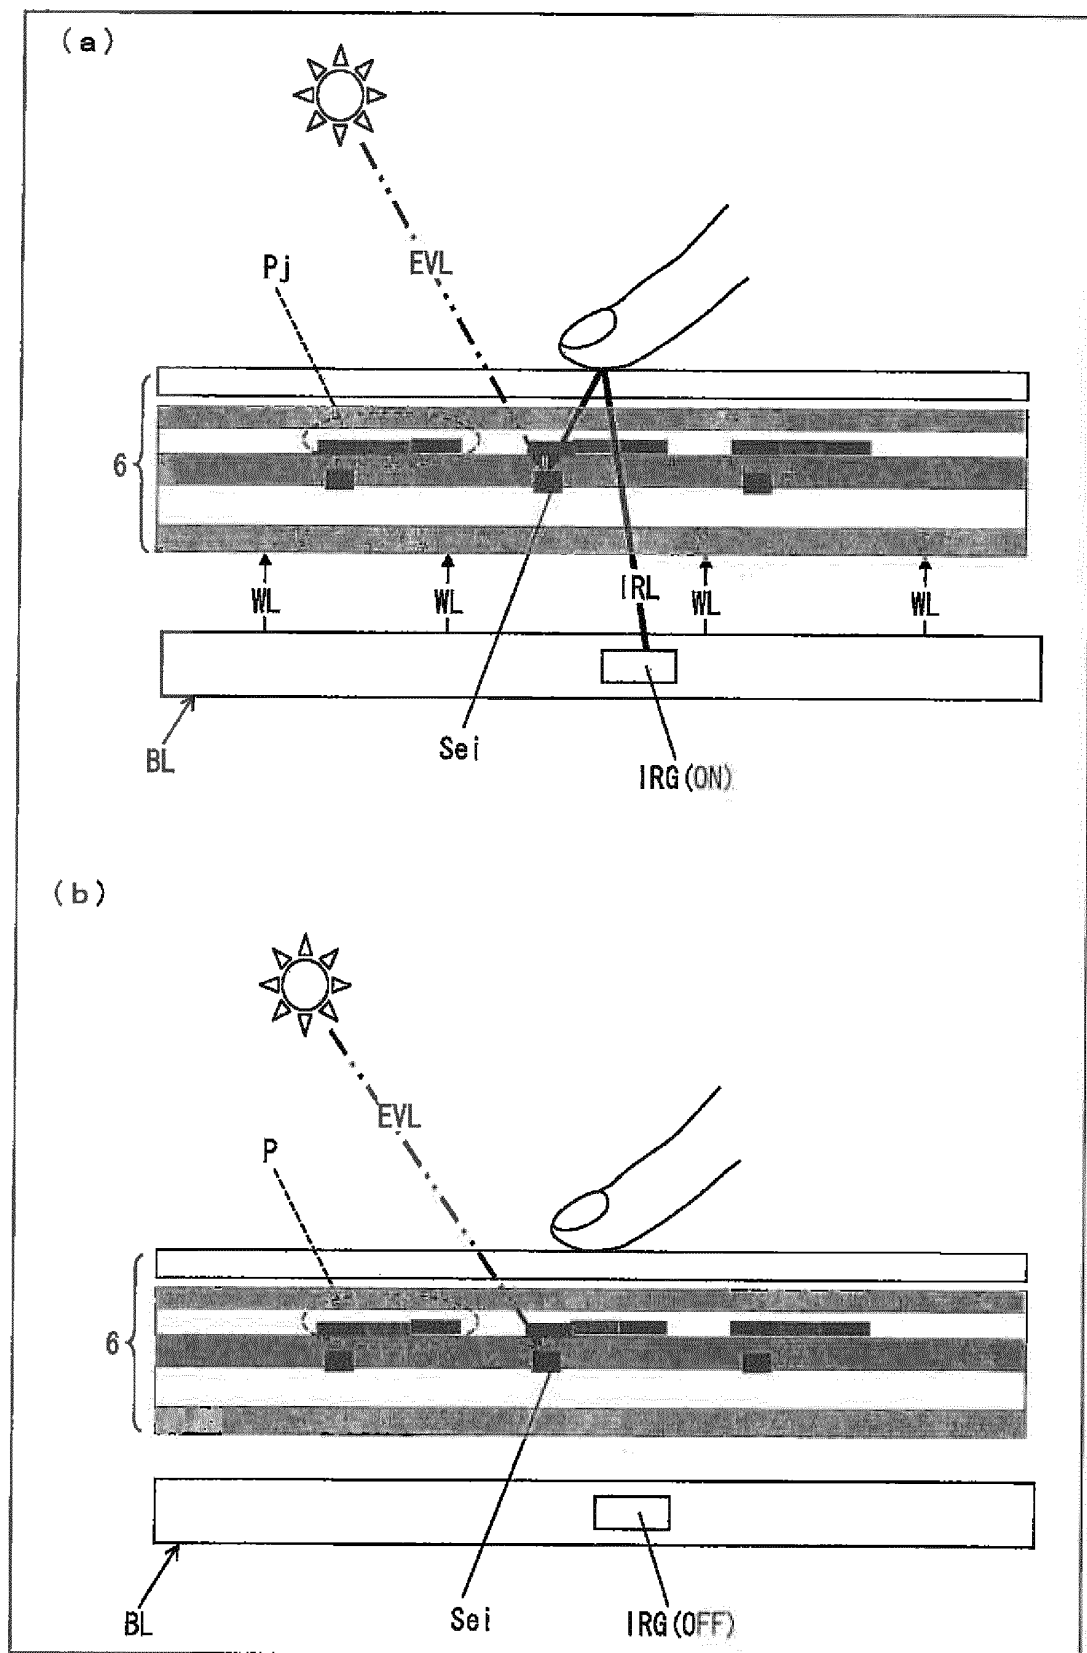 (a)
EVL
Pj
6
WL WL IRL WL WL
Sei
BL
IRG(ON)
(b)
EVL
P
6
BL
Sei
IRG(OFF)